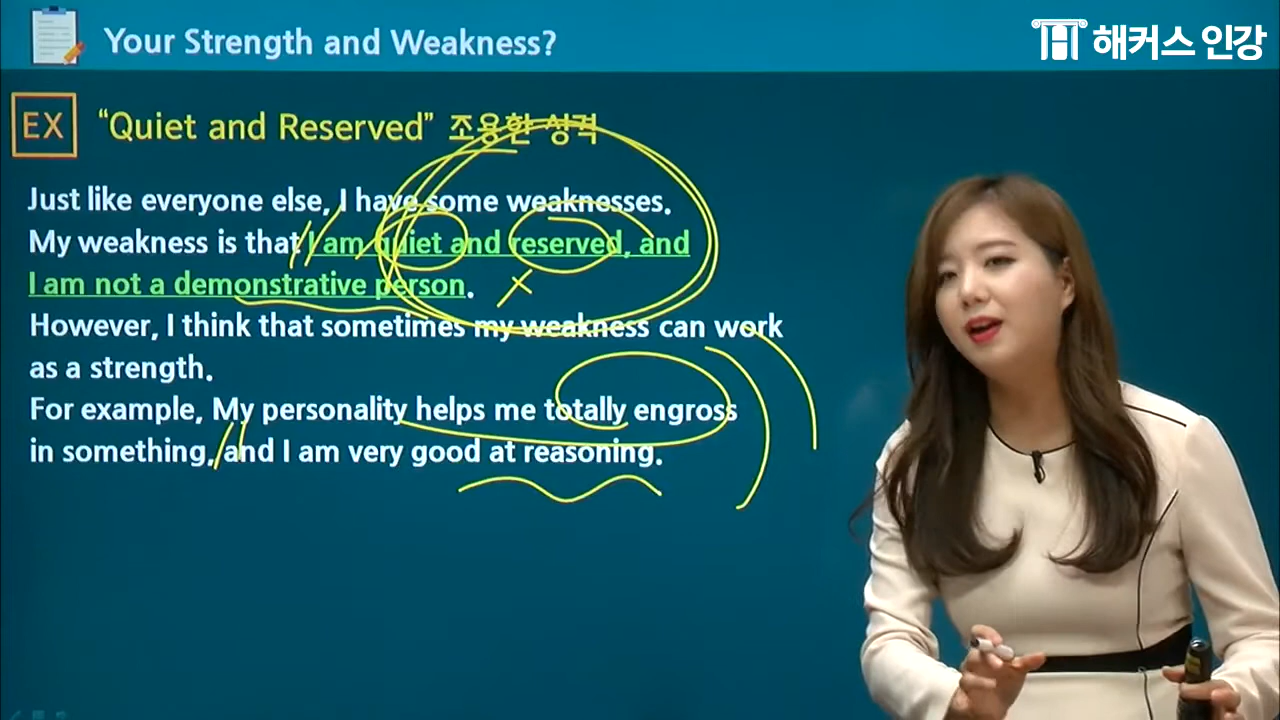 Your Strength and Weakness?
해커스 인강
EX
“Quiet and Reserved” 조용한 성격
Just like everyone else, I have some weaknesses.
My weakness is that I am quiet and reserved, and
I am not a demonstrative person.
However, I think that sometimes my weakness can work
as a strength.
For example, My personality helps me totally engross
in something, and I am very good at reasoning.